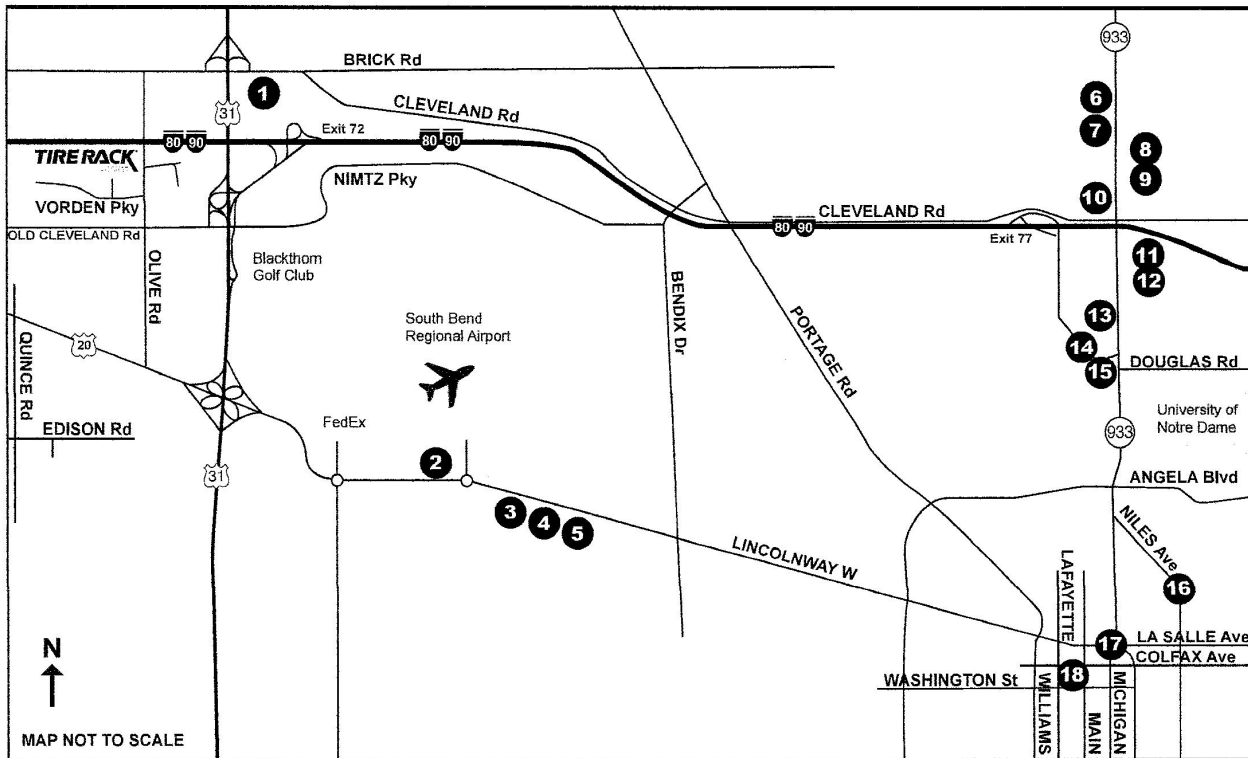 933
BRICK Rd
6
1
31
CLEVELAND Rd
7
Exit 72
80 90
80 90
8
TIRE RACK
9
NIMTZ Pky
10
VORDEN Pky
CLEVELAND Rd
80 90
OLD CLEVELAND Rd
Exit 77
Blackthorn
Golf Club
11
12
OLIVE Rd
BENDIX Dr
PORTAGE Rd
South Bend
Regional Airport
13
20
QUINCE Rd
14
15
DOUGLAS Rd
University of
Notre Dame
FedEx
EDISON Rd
933
2
31
ANGELA Blvd
3
4
5
NILES Ave
LINCOLNWAY W
LAFAYETTE
16
N
17
LA SALLE Ave
COLFAX Ave
18
WASHINGTON St
WILLIAMS
MAIN
MICHIGAN
MAP NOT TO SCALE